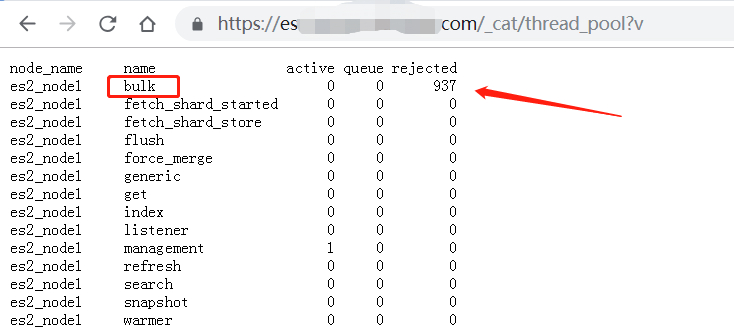 https://es com/_cat/thread_pool?v
node_name name active queue rejected
es2_node1 bulk 0 0 937
es2_node1 fetch_shard_started 0 0 0
es2_node1 fetch_shard_store 0 0 0
es2_node1 flush 0 0 0
es2_node1 force_merge 0 0 0
es2_node1 generic 0 0 0
es2_node1 get 0 0 0
es2_node1 index 0 0 0
es2_node1 listener 0 0 0
es2_node1 management 1 0 0
es2_node1 refresh 0 0 0
es2_node1 search 0 0 0
es2_node1 snapshot 0 0 0
es2_node1 warmer 0 0 0